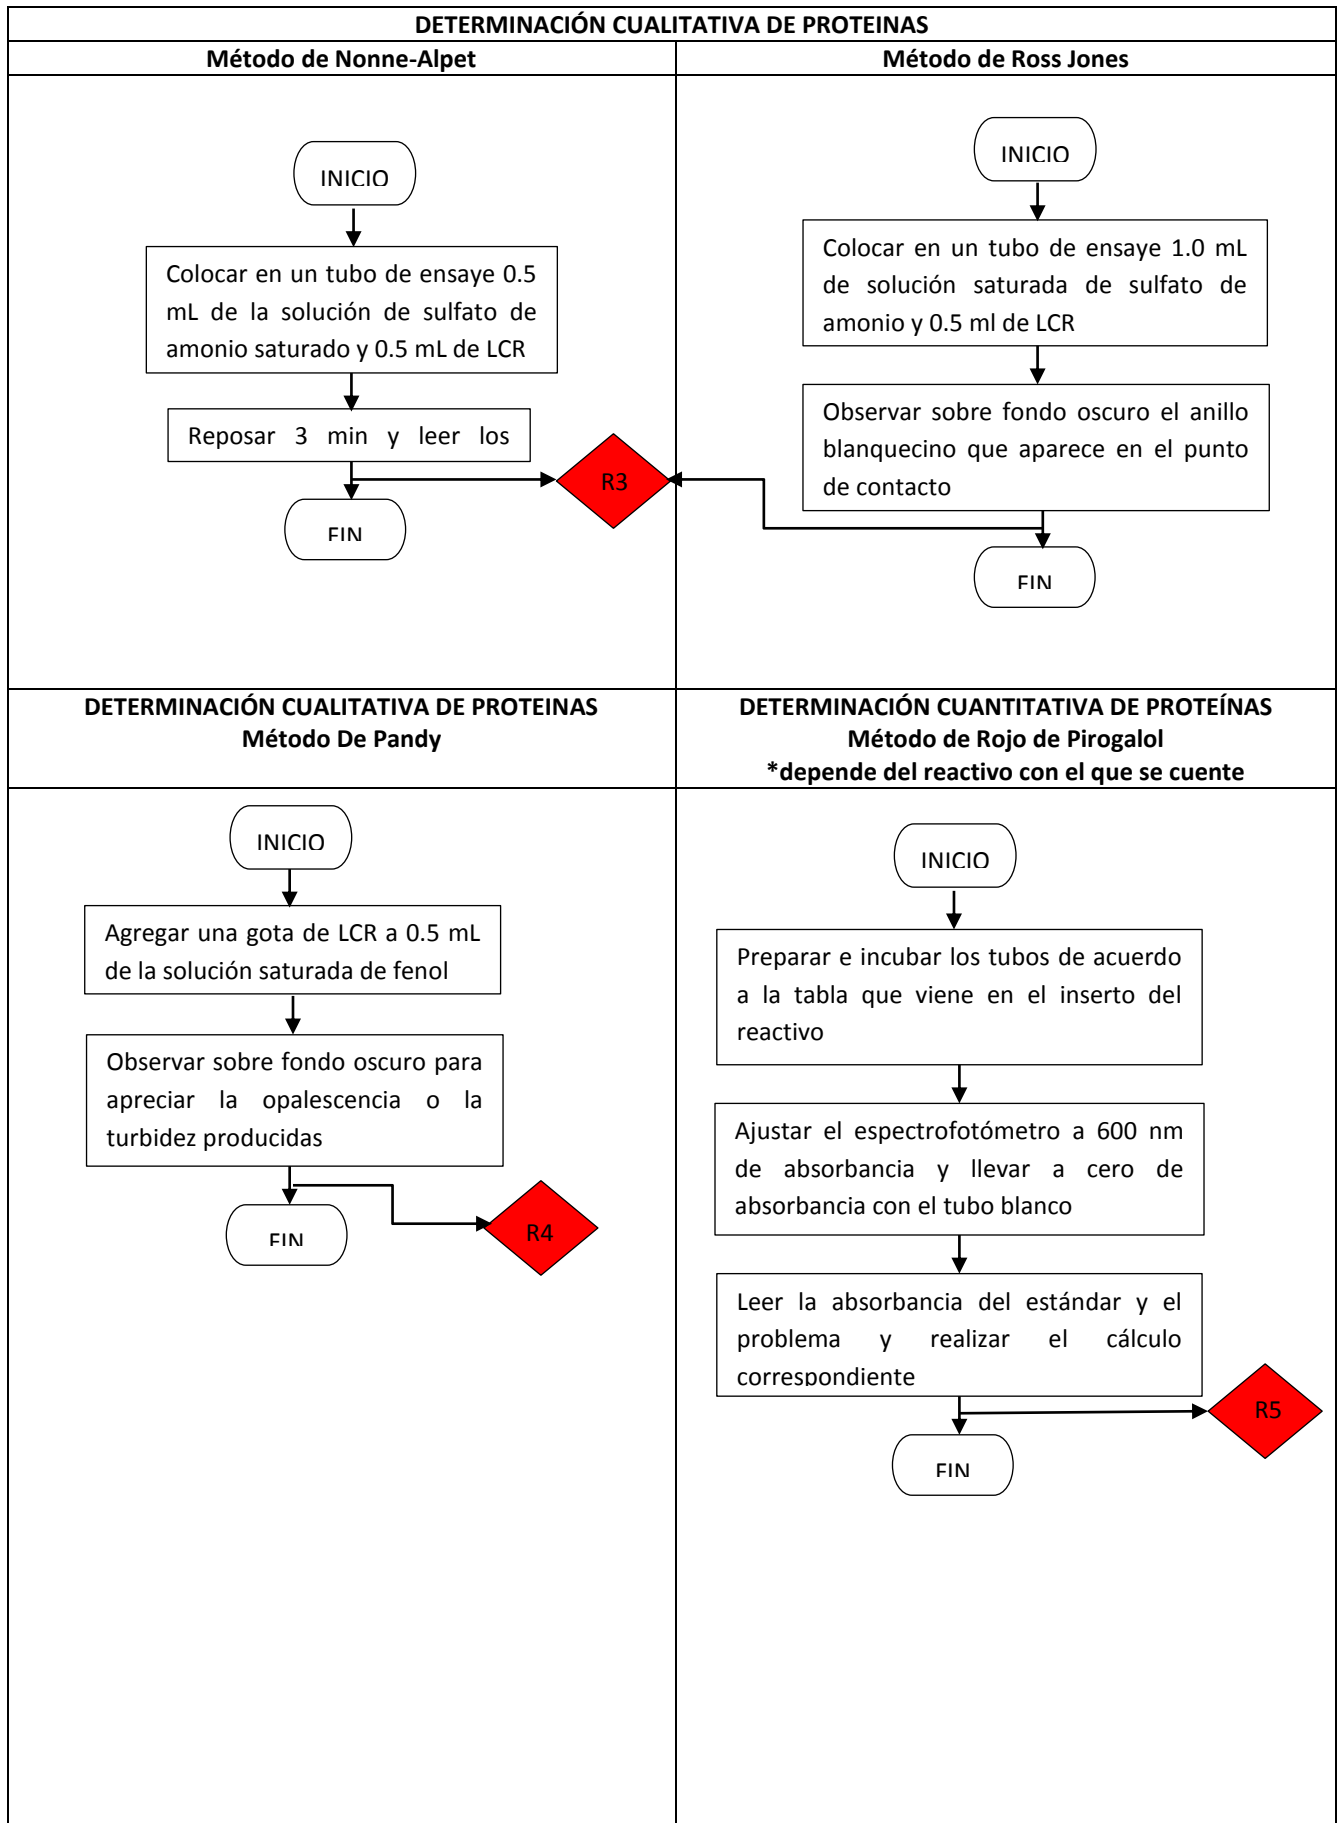 DETERMINACIÓN CUALITATIVA DE PROTEINAS
Método de Nonne-Alpet
Método de Ross Jones
INICIO
Colocar en un tubo de ensaye 0.5
mL de la solución de sulfato de
amonio saturado y 0.5 mL de LCR
Reposar 3 min y leer los
R3
FIN
INICIO
Colocar en un tubo de ensaye 1.0 mL
de solución saturada de sulfato de
amonio y 0.5 ml de LCR
Observar sobre fondo oscuro el anillo
blanquecino que aparece en el punto
de contacto
FIN
DETERMINACIÓN CUALITATIVA DE PROTEINAS
Método De Pandy
DETERMINACIÓN CUANTITATIVA DE PROTEÍNAS
Método de Rojo de Pirogalol
*depende del reactivo con el que se cuente
INICIO
Agregar una gota de LCR a 0.5 mL
de la solución saturada de fenol
Observar sobre fondo oscuro para
apreciar la opalescencia o la
turbidez producidas
R4
FIN
INICIO
Preparar e incubar los tubos de acuerdo
a la tabla que viene en el inserto del
reactivo
Ajustar el espectrofotómetro a 600 nm
de absorbancia y llevar a cero de
absorbancia con el tubo blanco
Leer la absorbancia del estándar y el
problema y realizar el cálculo
correspondiente
R5
FIN